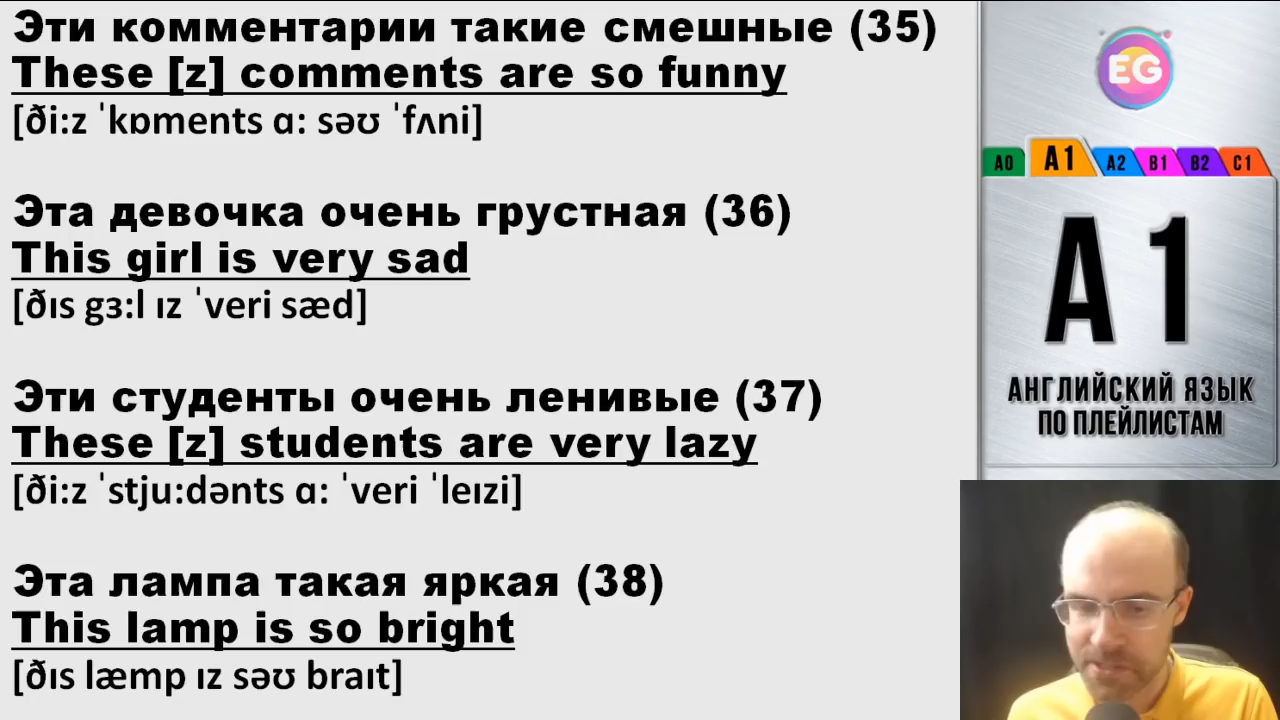 Эти комментарии такие смешные (35)
These [z] comments are so funny
[ði:z ˈkɒments ɑ: səʊ ˈfʌni]
Эта девочка очень грустная (36)
This girl is very sad
[ðɪs gɜ:l ɪz ˈveri sæd]
Эти студенты очень ленивые (37)
These [z] students are very lazy
[ði:z ˈstju:dənts ɑ: ˈveri ˈleɪzi]
Эта лампа такая яркая (38)
This lamp is so bright
[ðɪs læmp ɪz səʊ braɪt]
EG
A0 A1 A2 B1 B2 C1
A1
АНГЛИЙСКИЙ ЯЗЫК
ПО ПЛЕЙЛИСТАМ